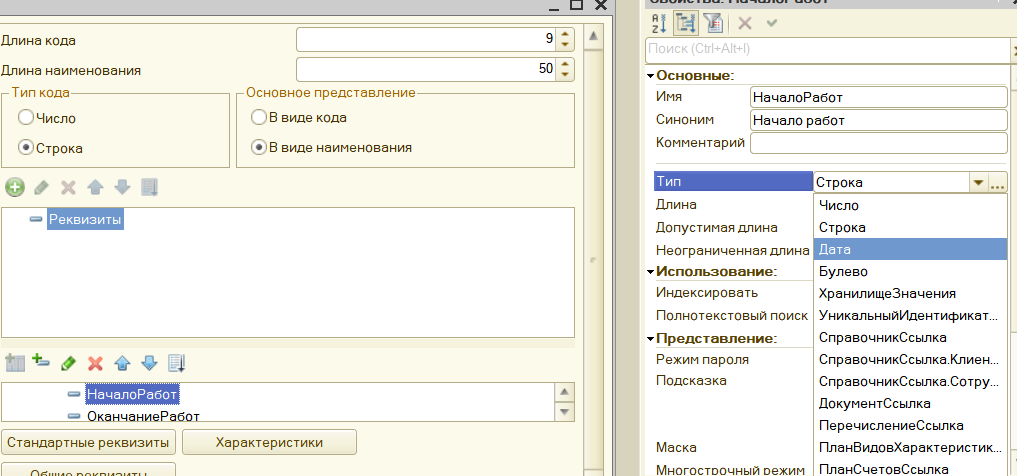 Свойства: НачалоРабот
Длина кода 9
Длина наименования 50
Тип кода
Число
Строка
Основное представление
В виде кода
В виде наименования
Реквизиты
НачалоРабот
ОкончаниеРабот
Стандартные реквизиты
Характеристики
Общие реквизиты
Поиск (Ctrl+Alt+I)
Основные:
Имя НачалоРабот
Синоним Начало работ
Комментарий
Тип Строка
Длина
Допустимая длина
Неограниченная длина
Использование:
Индексировать
Полнотекстовый поиск
Представление:
Режим пароля
Подсказка
Маска
Многострочный режим
Число
Строка
Дата
Булево
ХранилищеЗначения
УникальныйИдентификат...
СправочникСсылка
СправочникСсылка.Клиен...
СправочникСсылка.Сотру...
ДокументСсылка
ПеречислениеСсылка
ПланВидовХарактеристик...
ПланСчетовСсылка